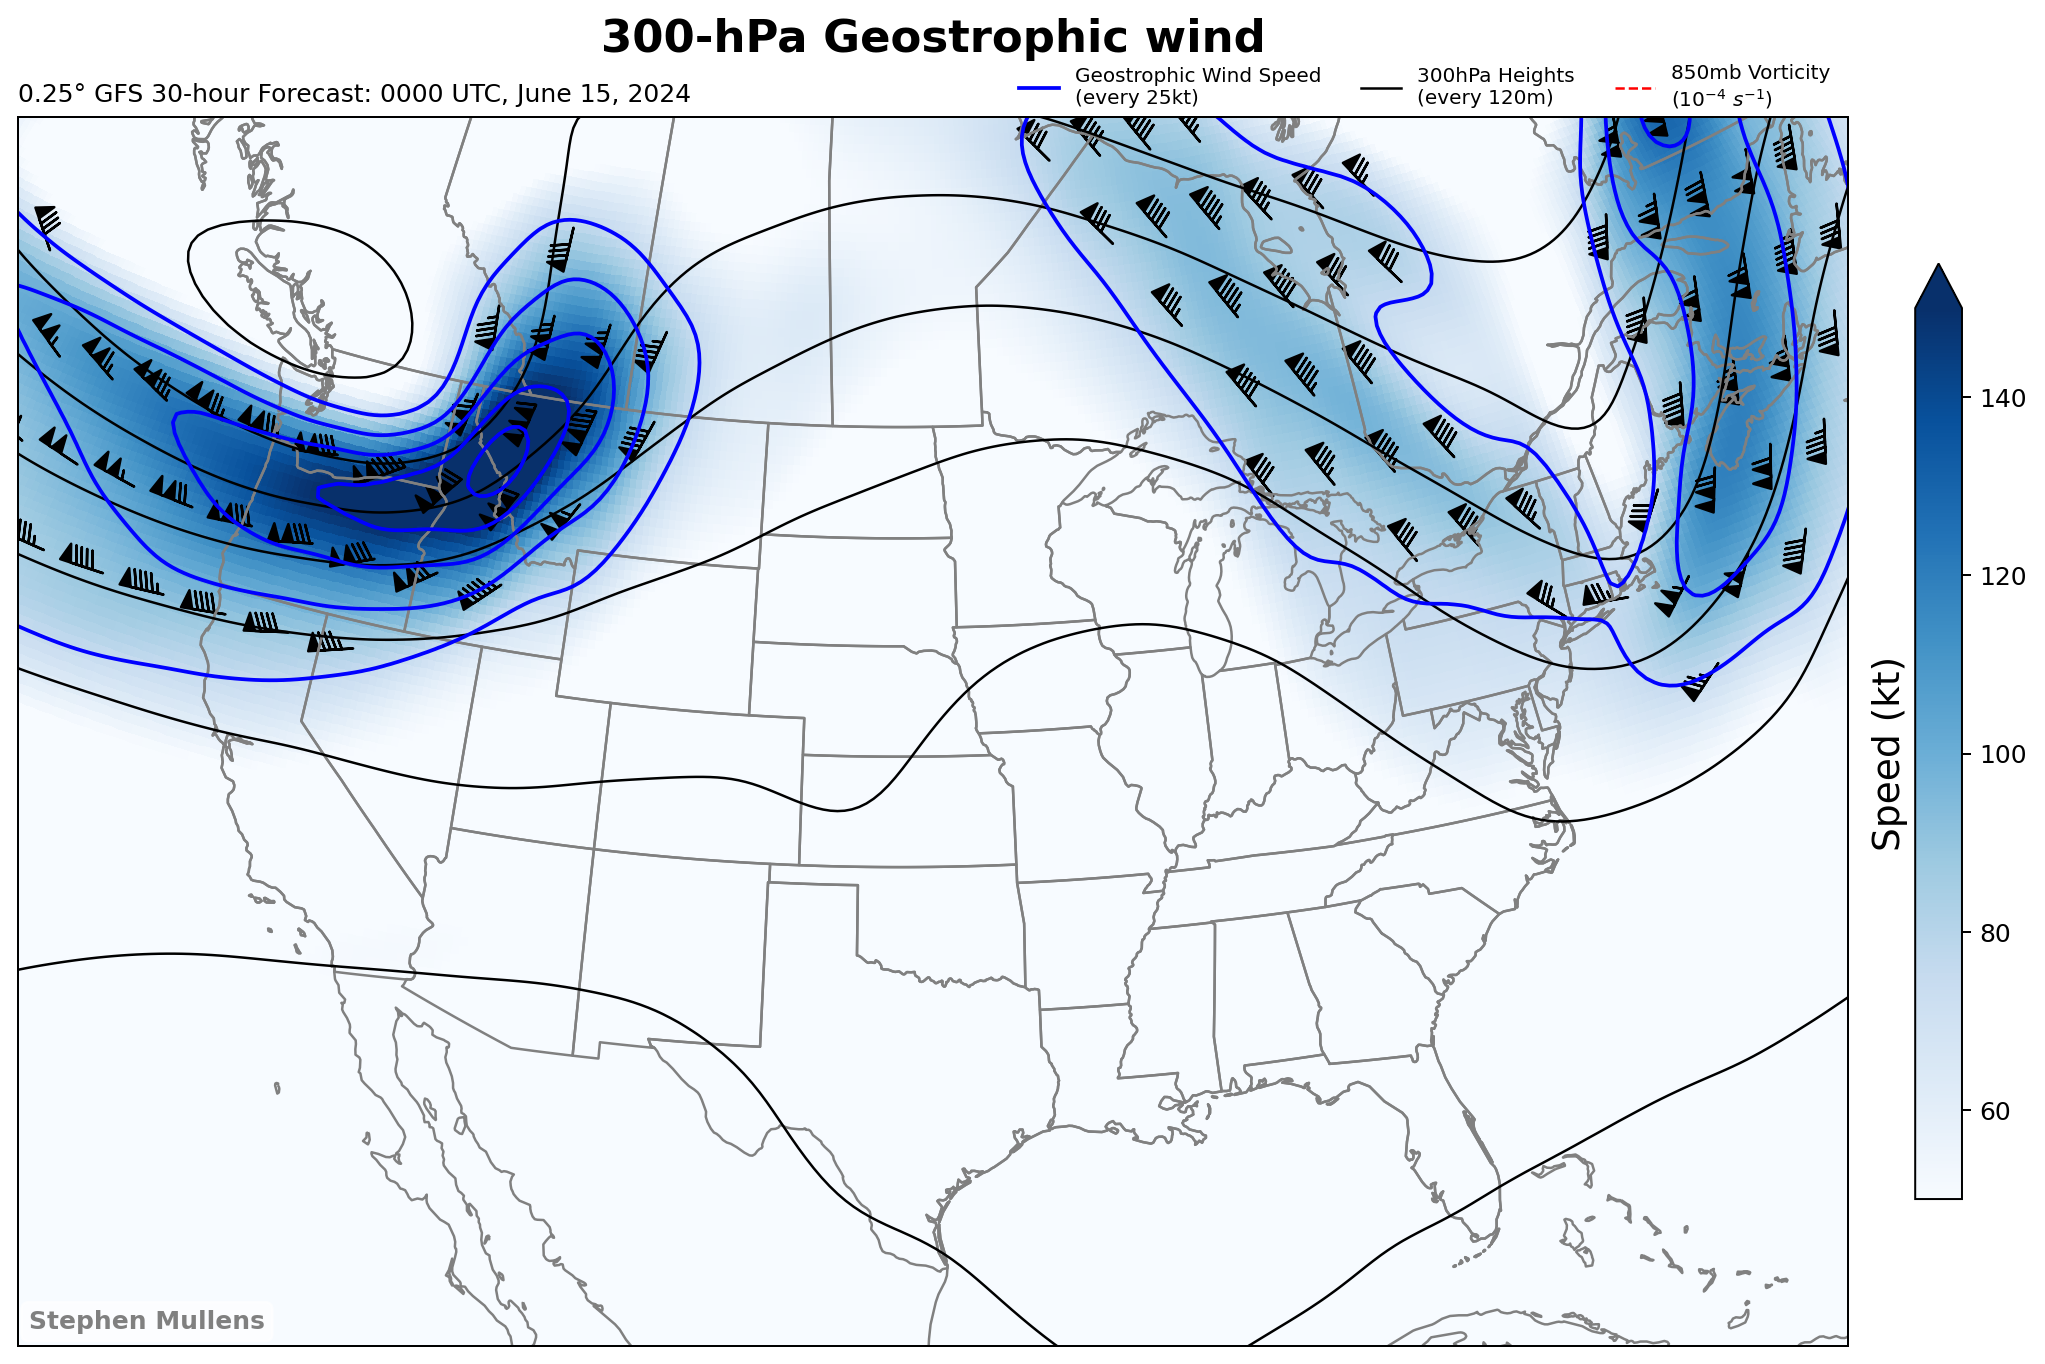 300-hPa Geostrophic wind
0.25° GFS 30-hour Forecast: 0000 UTC, June 15, 2024
Geostrophic Wind Speed
(every 25kt)
300hPa Heights
(every 120m)
850mb Vorticity
(10⁻⁴ s⁻¹)
140
120
100
80
60
Speed (kt)
Stephen Mullens